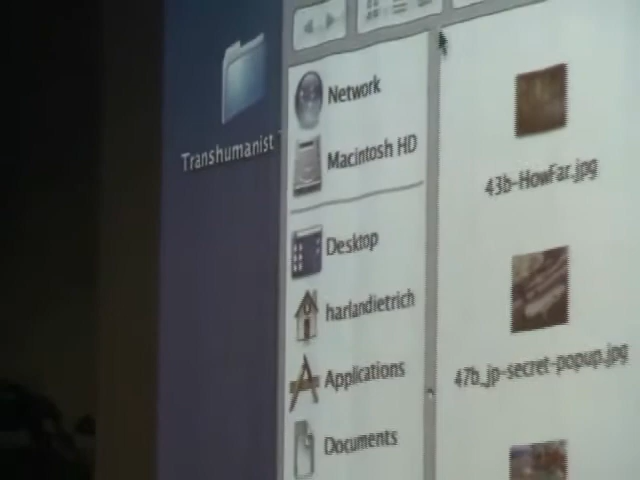 Transhumanist
Network
Macintosh HD
Desktop
harlandietrich
Applications
Documents
43b-HowFar.jpg
47b_jp-secret-popup.jpg